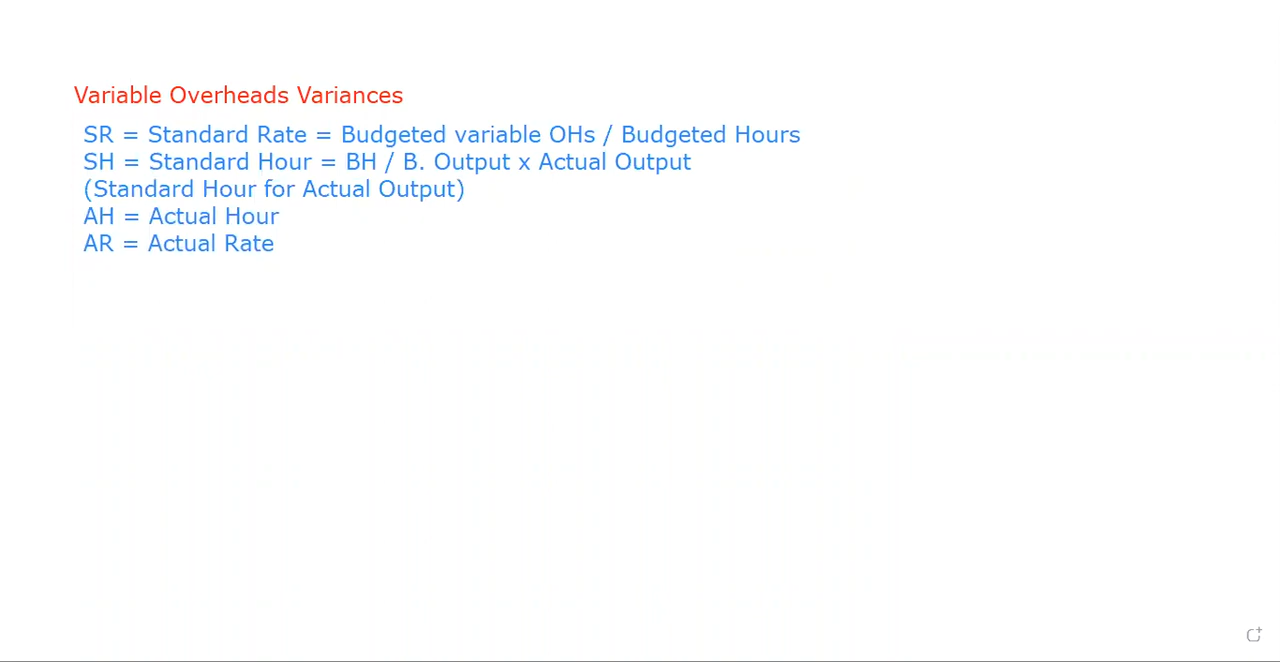 Variable Overheads Variances
SR = Standard Rate = Budgeted variable OHs / Budgeted Hours
SH = Standard Hour = BH / B. Output x Actual Output
(Standard Hour for Actual Output)
AH = Actual Hour
AR = Actual Rate